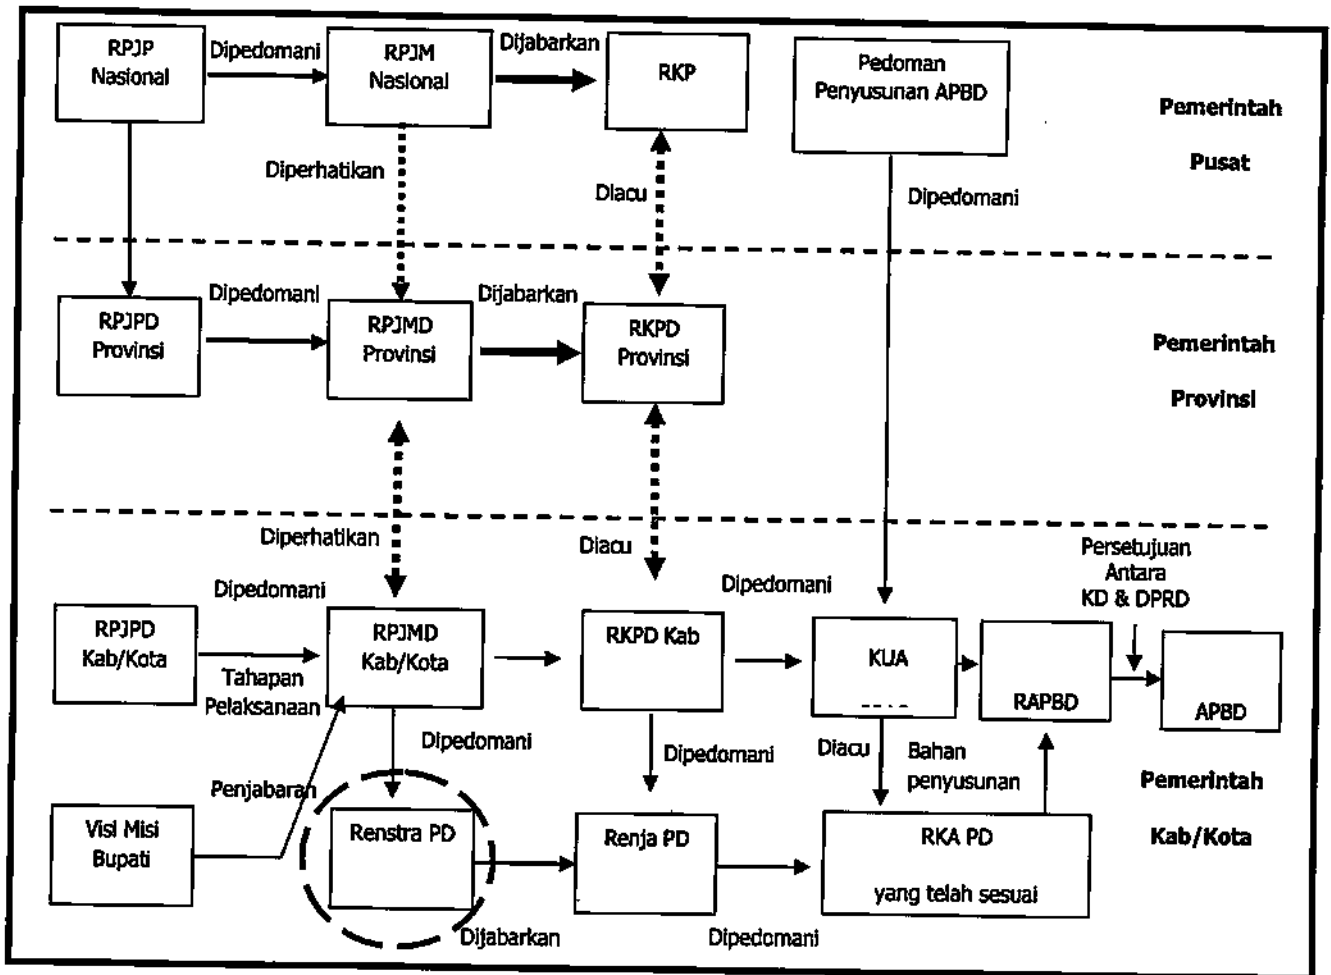 RPJP
Nasional
Dipedomani
RPJM
Nasional
Dijabarkan
RKP
Pedoman
Penyusunan APBD
Pemerintah
Pusat
Diperhatikan
Diacu
Dipedomani
RPJPD
Provinsi
Dipedomani
RPJMD
Provinsi
Dijabarkan
RKPD
Provinsi
Pemerintah
Provinsi
Diperhatikan
Diacu
Dipedomani
Persetujuan
Antara
KD & DPRD
Dipedomani
RPJPD
Kab/Kota
Tahapan
Pelaksanaan
RPJMD
Kab/Kota
RKPD Kab
KUA
RAPBD
APBD
Dipedomani
Dipedomani
Diacu
Bahan
penyusunan
Pemerintah
Kab/Kota
Penjabaran
Visi Misi
Bupati
Renstra PD
Renja PD
RKA PD
yang telah sesuai
Dijabarkan
Dipedomani